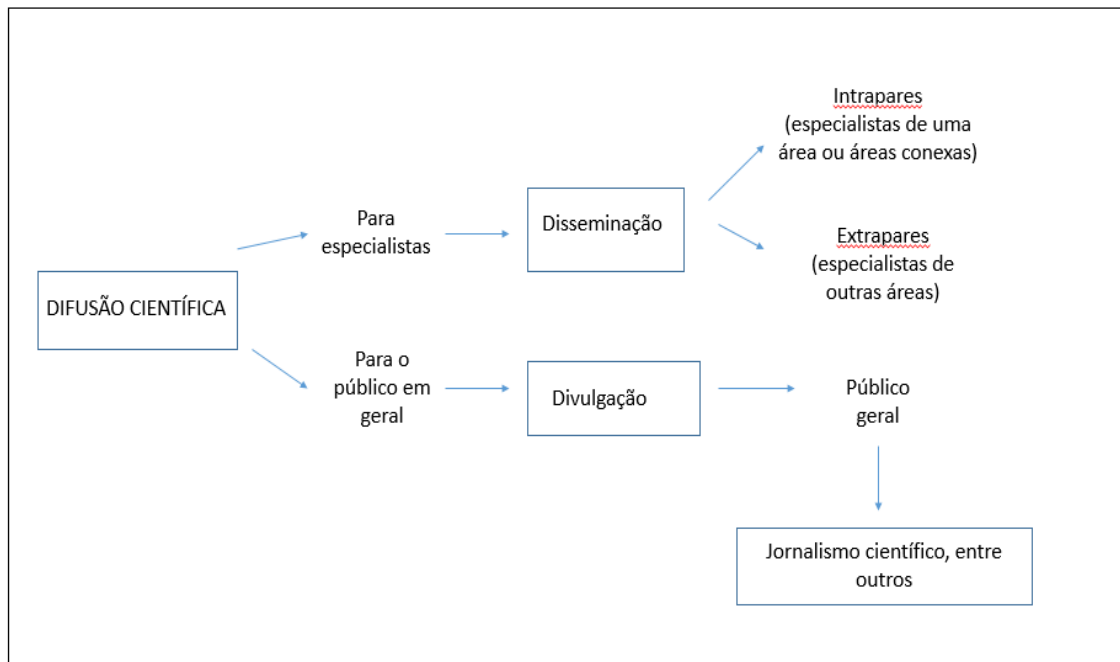 DIFUSÃO CIENTÍFICA
Para
especialistas
Disseminação
Intrapares
(especialistas de uma
área ou áreas conexas)
Extrapares
(especialistas de
outras áreas)
Para o
público em
geral
Divulgação
Público
geral
Jornalismo científico, entre
outros